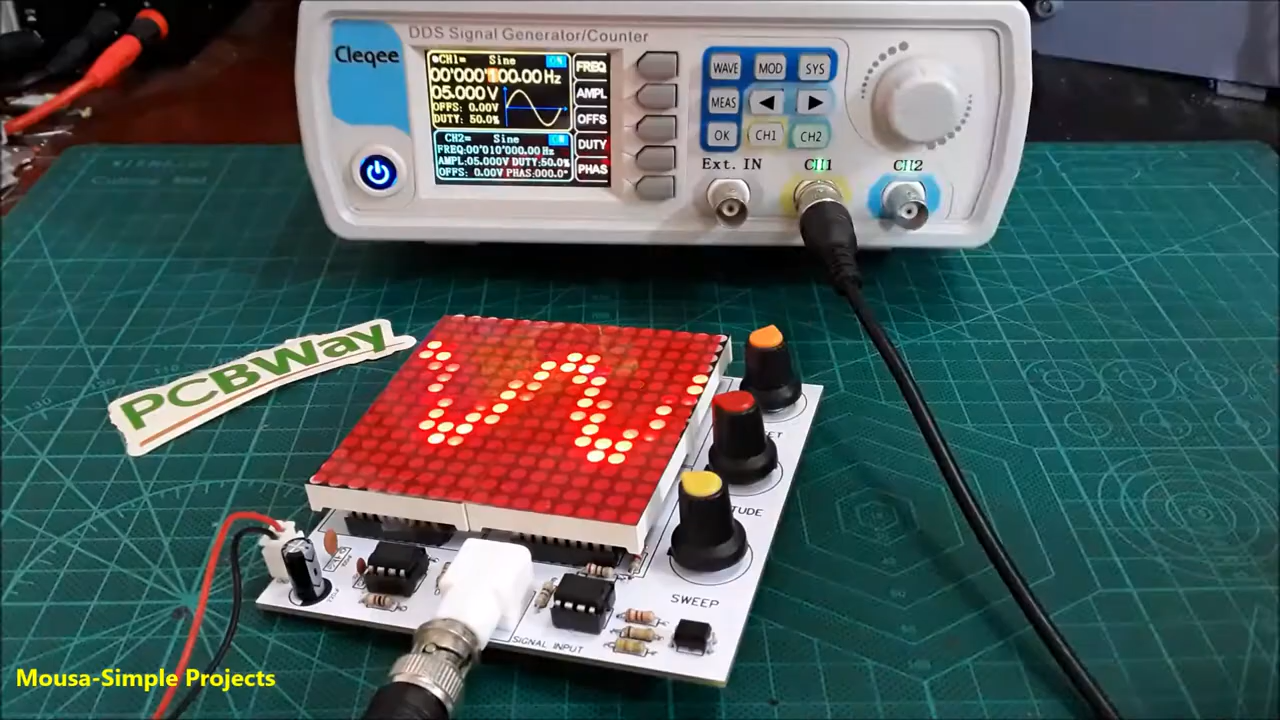 DDS Signal Generator/Counter
Cleqee
CH1= Sine
00'000'100.00 Hz
05.000 V
OFFS: 0.00V
DUTY: 50.0%
CH2= Sine
FREQ:00'010'000.00 Hz
AMPL:05.000V DUTY:50.0%
OFFS: 0.00V PHAS:000.0°
FREQ
AMPL
OFFS
DUTY
PHAS
WAVE MOD SYS
MEAS
OK CH1 CH2
Ext. IN CH1 CH2
PCBWay
SWEEP
SIGNAL INPUT
Mousa-Simple Projects